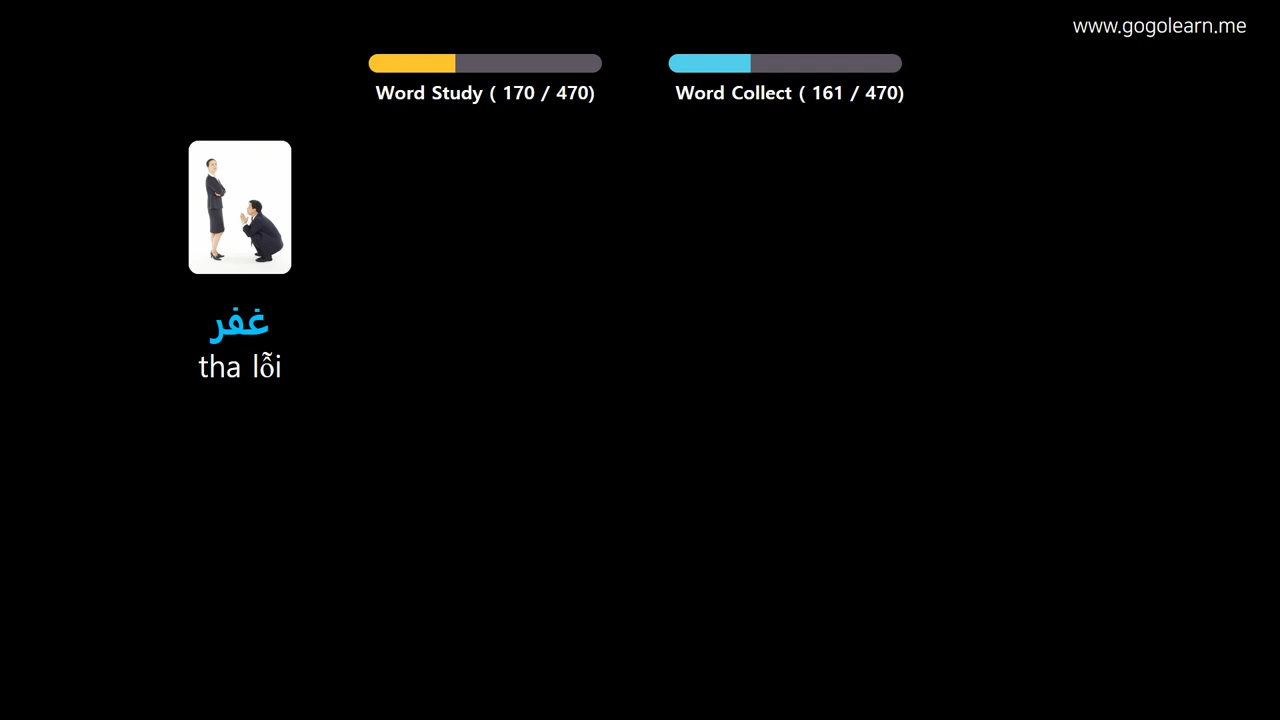 www.gogolearn.me
Word Study ( 170 / 470)
Word Collect ( 161 / 470)
غفر
tha lỗi